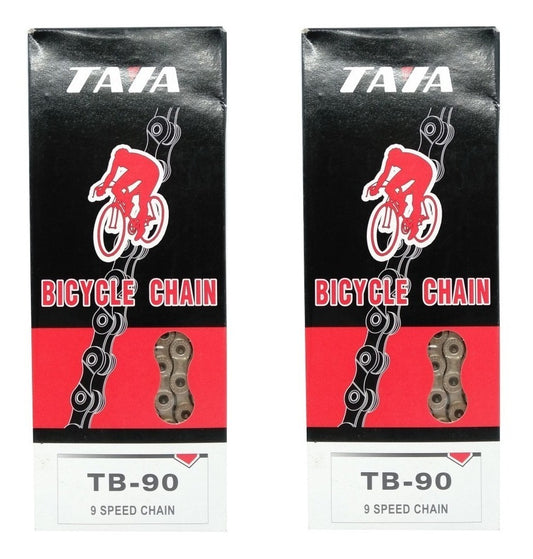 TAYA
BICYCLE CHAIN
TB-90
9 SPEED CHAIN
TAYA
BICYCLE CHAIN
TB-90
9 SPEED CHAIN